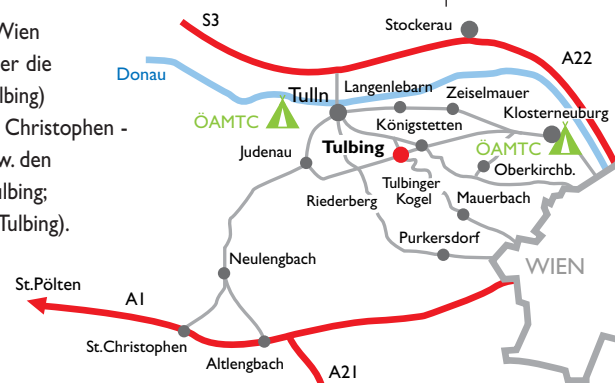 Wien
er die
lbing)
Christophen -
w. den
ulbing;
Tulbing).
S3
Stockerau
A22
Donau
Tulln
Langenlebarn
Zeiselmauer
Klosterneuburg
ÖAMTC
Königstetten
ÖAMTC
Judenau
Tulbing
Oberkirchb.
Tulbinger
Kogel
Mauerbach
Riederberg
Purkersdorf
Neulengbach
WIEN
St.Pölten
A1
St.Christophen
Altlengbach
A21